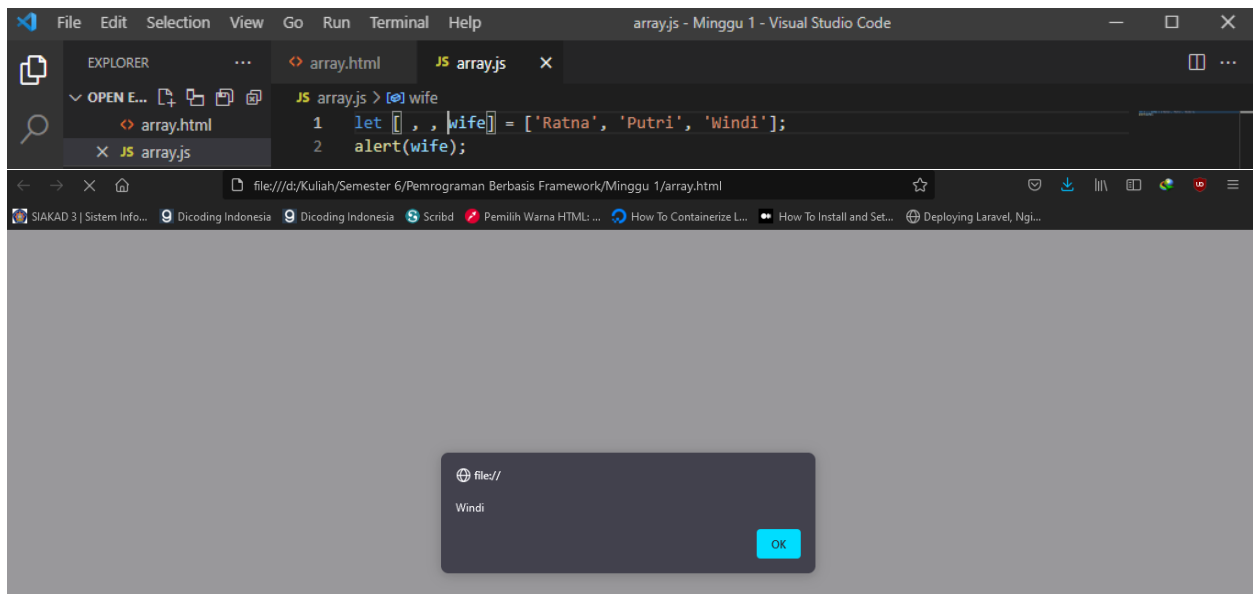 File Edit Selection View Go Run Terminal Help array.js - Minggu 1 - Visual Studio Code
EXPLORER ... array.html JS array.js
OPEN E... JS array.js > wife
array.html
JS array.js
1 let [ , , wife] = ['Ratna', 'Putri', 'Windi'];
2 alert(wife);
file:///d:/Kuliah/Semester 6/Pemrograman Berbasis Framework/Minggu 1/array.html
SIAKAD 3 | Sistem Info... Dicoding Indonesia Dicoding Indonesia Scribd Pemilih Warna HTML: ... How To Containerize L... How To Install and Set... Deploying Laravel, Ngi...
file://
Windi
OK